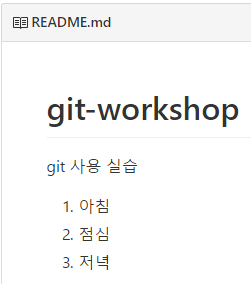 README.md
git-workshop
git 사용 실습
1. 아침
2. 점심
3. 저녁